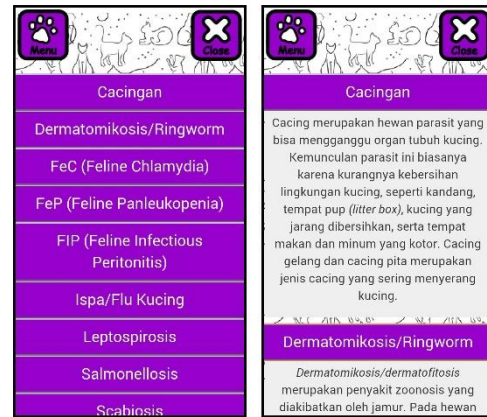 Menu
Close
Cacingan
Dermatomikosis/Ringworm
FeC (Feline Chlamydia)
FeP (Feline Panleukopenia)
FIP (Feline Infectious
Peritonitis)
Ispa/Flu Kucing
Leptospirosis
Salmonellosis
Scabiosis
Menu
Close
Cacingan
Cacing merupakan hewan parasit yang
bisa mengganggu organ tubuh kucing.
Kemunculan parasit ini biasanya
karena kurangnya kebersihan
lingkungan kucing, seperti kandang,
tempat pup (litter box), kucing yang
jarang dibersihkan, serta tempat
makan dan minum yang kotor. Cacing
gelang dan cacing pita merupakan
jenis cacing yang sering menyerang
kucing.
Dermatomikosis/Ringworm
Dermatomikosis/dermatofitosis
merupakan penyakit zoonosis yang
diakibatkan oleh jamur. Pada hewan